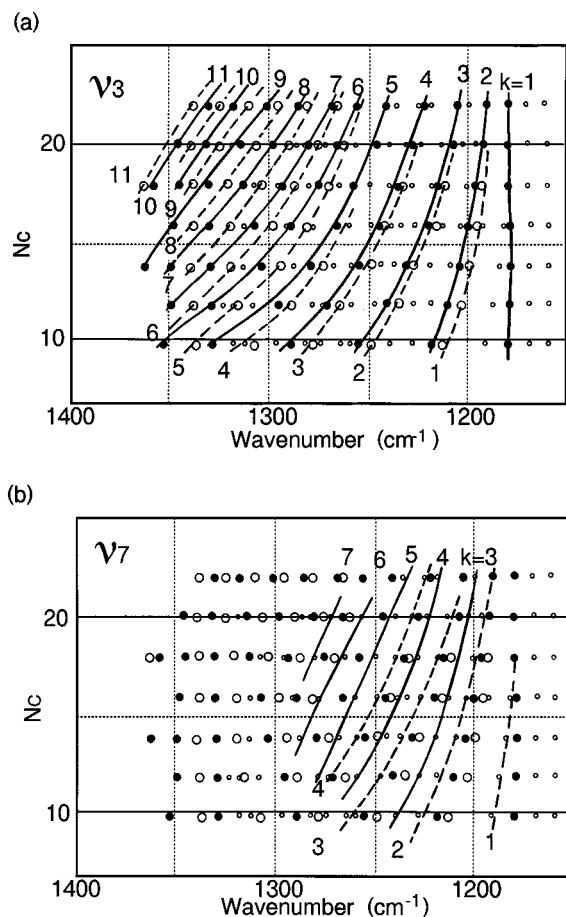 (a)
ν3
11 10 9 8 7 6 5 4 3 2 k=1
20
11
10
9
8
7
Nc
10
6 5 4 3 2 1
1400 1300 1200
Wavenumber (cm-1)
(b)
ν7
7 6 5 4 k=3
20
Nc
10
4
3 2 1
1400 1300 1200
Wavenumber (cm-1)